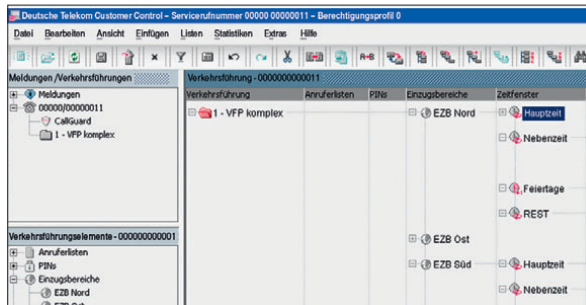 Deutsche Telekom Customer Control - Servicerufnummer 00000 00000011 - Berechtigungsprofil 0
Datei Bearbeiten Ansicht Einfügen Listen Statistiken Extras Hilfe
A+B
Meldungen /Verkehrsführungen
Meldungen
00000/00000011
CallGuard
1 - VFP komplex
Verkehrsführung - 0000000000011
Verkehrsführung Anruferlisten PINs Einzugsbereiche Zeitfenster
1 - VFP komplex EZB Nord Hauptzeit
Nebenzeit
Feiertage
REST
EZB Ost
EZB Süd Hauptzeit
Nebenzeit
Verkehrsführungselemente - 000000000001
Anruferlisten
PINs
Einzugsbereiche
EZB Nord